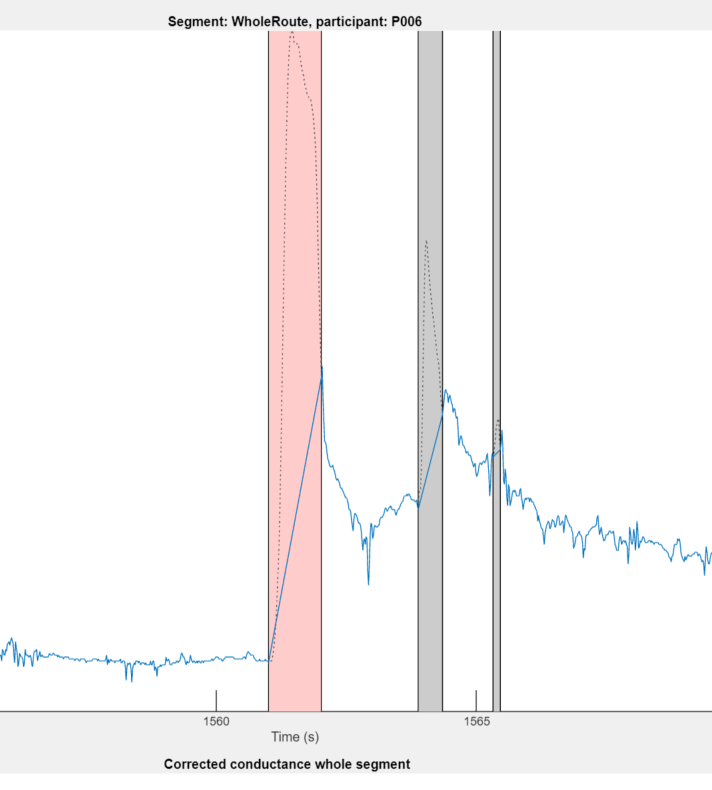 Segment: WholeRoute, participant: P006
1560 1565
Time (s)
Corrected conductance whole segment